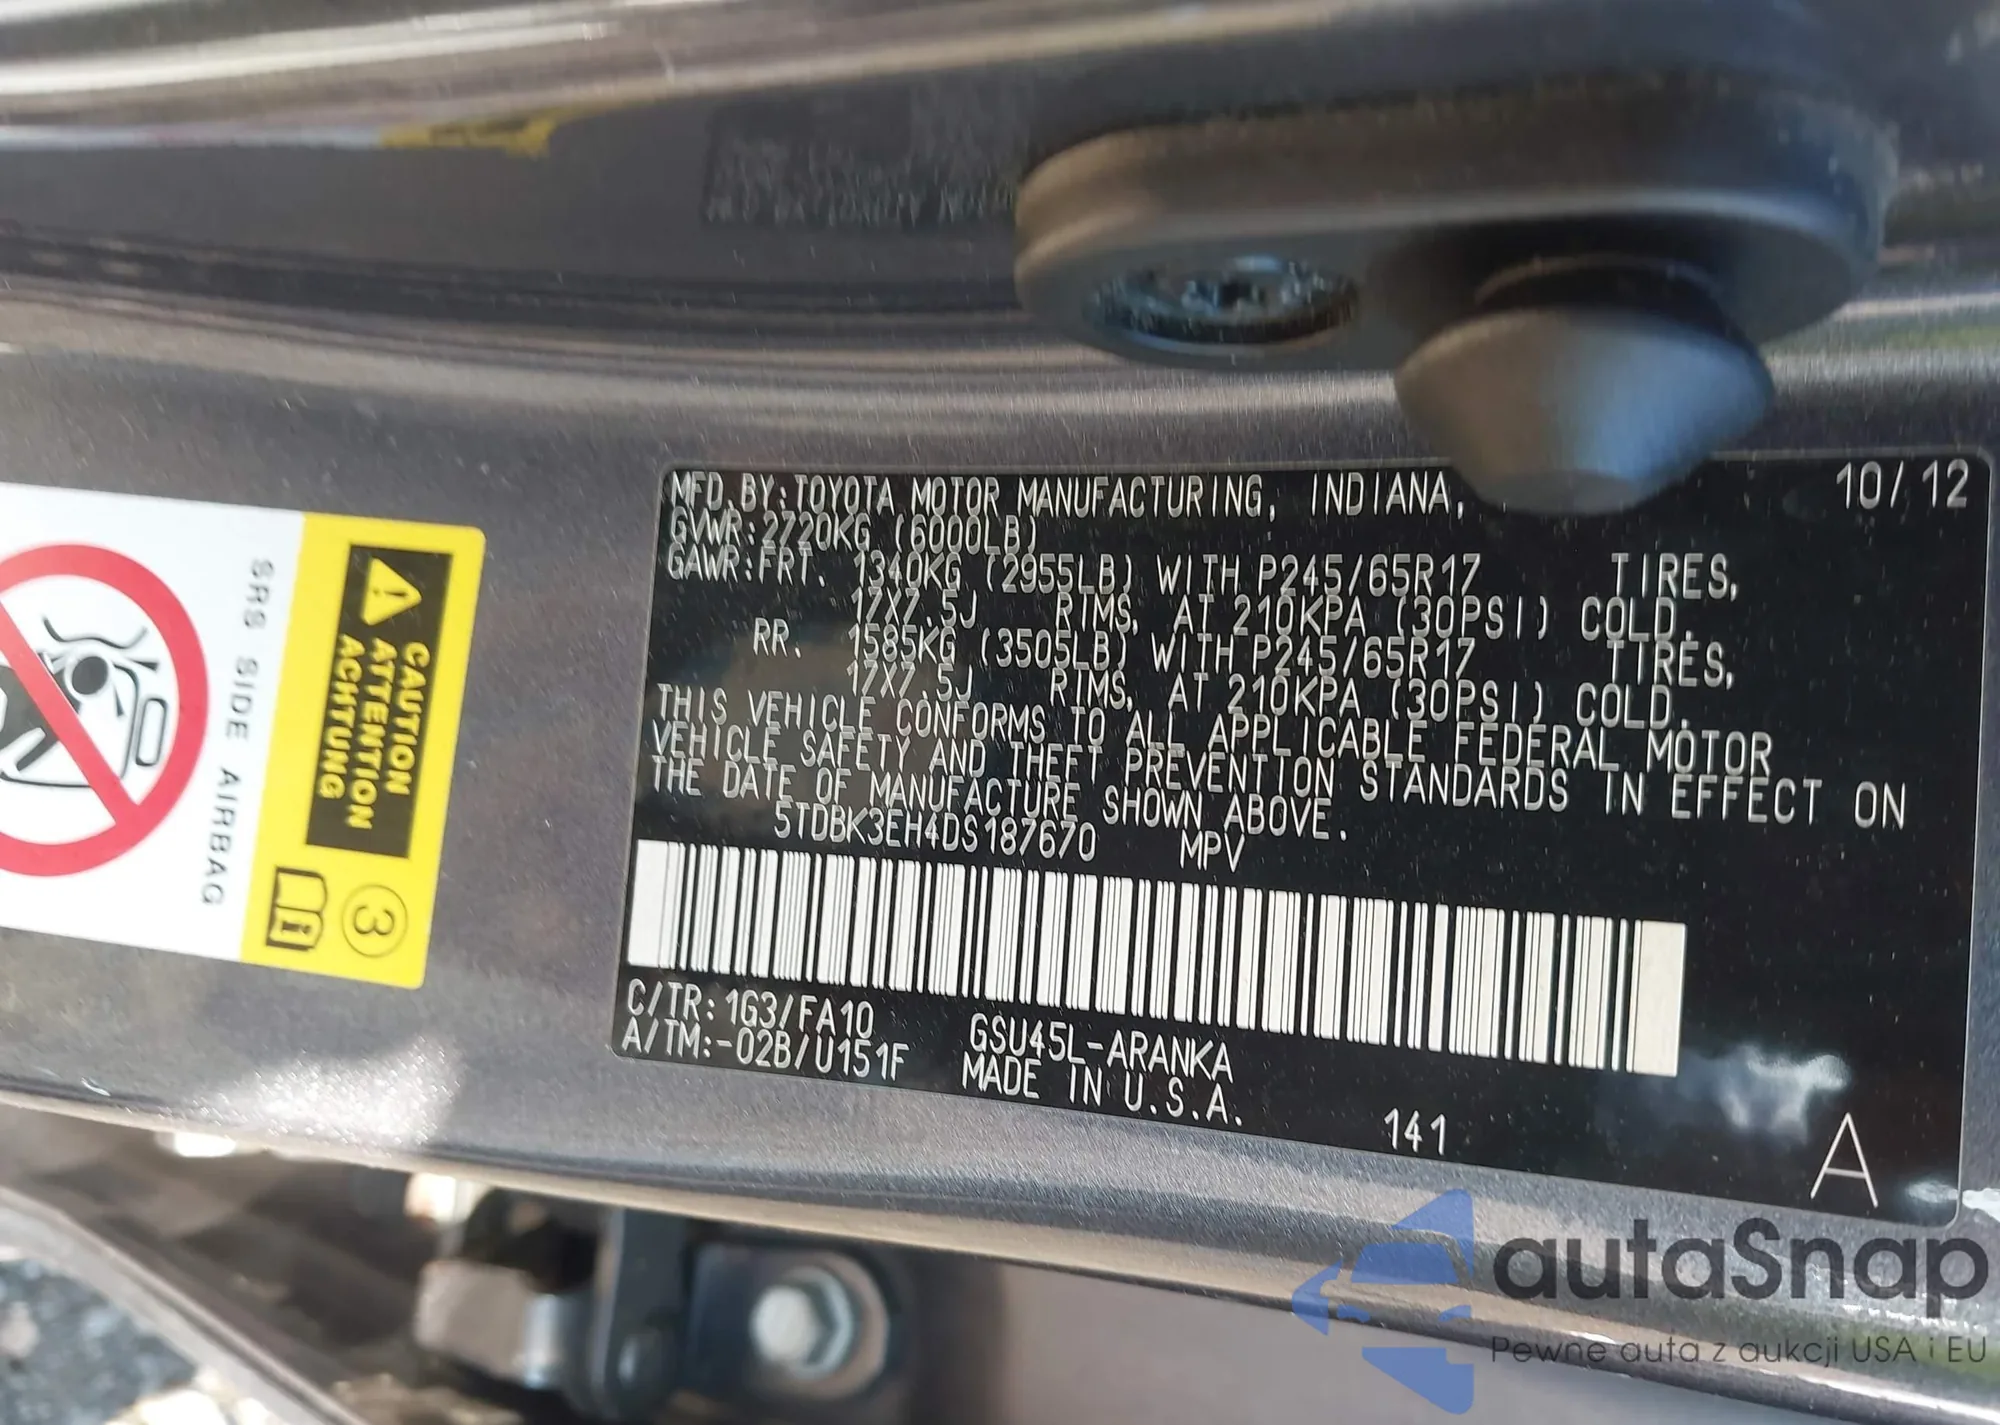 MFD. BY: TOYOTA MOTOR MANUFACTURING, INDIANA, 10/12
GVWR: 2720KG (6000LB)
GAWR: FRT. 1340KG (2955LB) WITH P245/65R17 TIRES,
17X7.5J RIMS, AT 210KPA (30PSI) COLD.
RR. 1585KG (3505LB) WITH P245/65R17 TIRES,
17X7.5J RIMS, AT 210KPA (30PSI) COLD.
THIS VEHICLE CONFORMS TO ALL APPLICABLE FEDERAL MOTOR
VEHICLE SAFETY AND THEFT PREVENTION STANDARDS IN EFFECT ON
THE DATE OF MANUFACTURE SHOWN ABOVE.
5TDBK3EH4DS187670 MPV
C/TR: 1G3/FA10 GSU45L-ARANKA
A/TM: -02B/U151F MADE IN U.S.A.
141
A
CAUTION
ATTENTION
ACHTUNG
3
SRS SIDE AIRBAG
autoSnap
Pewne auta z aukcji USA i EU